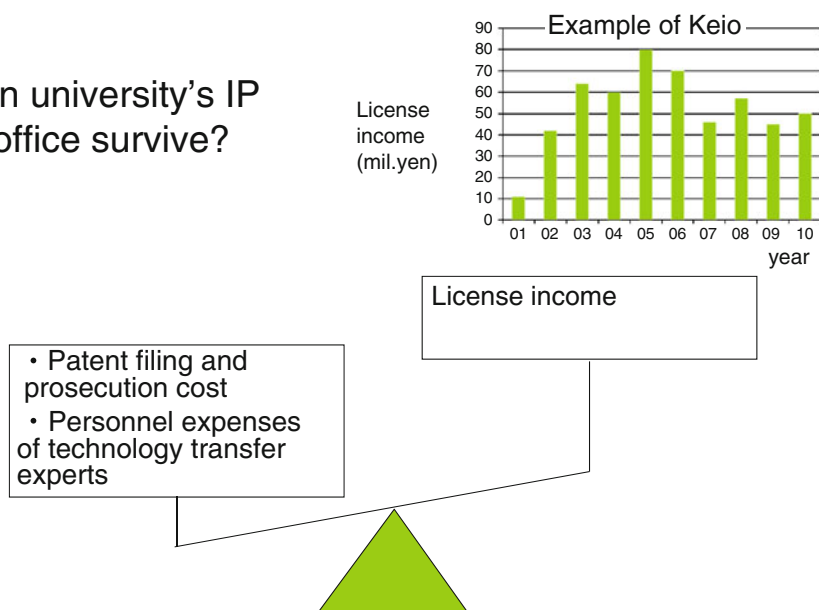 n university’s IP
office survive?
Example of Keio
License
income
(mil.yen)
90
80
70
60
50
40
30
20
10
0
01 02 03 04 05 06 07 08 09 10
year
License income
・Patent filing and
prosecution cost
・Personnel expenses
of technology transfer
experts